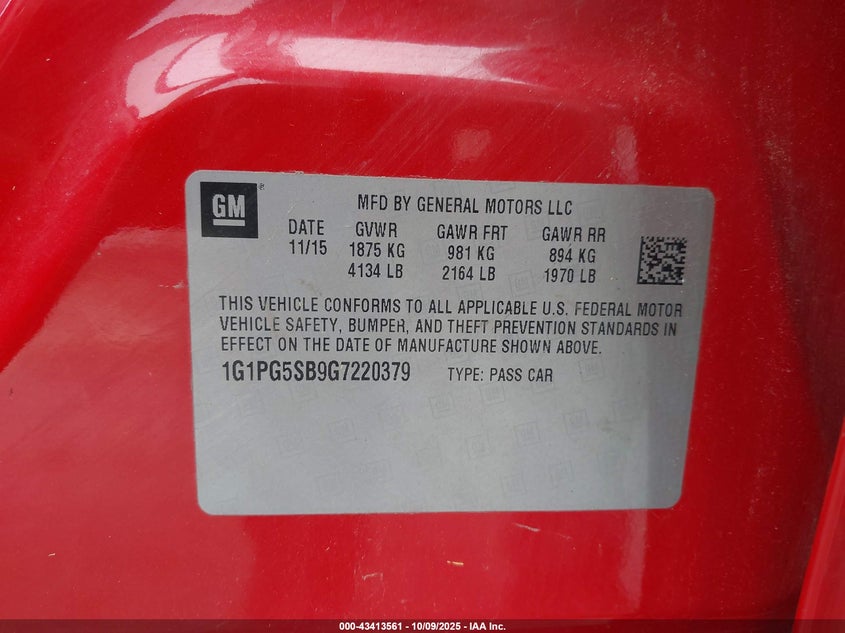 GM
MFD BY GENERAL MOTORS LLC
DATE GVWR GAWR FRT GAWR RR
11/15 1875 KG 981 KG 894 KG
4134 LB 2164 LB 1970 LB
THIS VEHICLE CONFORMS TO ALL APPLICABLE U.S. FEDERAL MOTOR
VEHICLE SAFETY, BUMPER, AND THEFT PREVENTION STANDARDS IN
EFFECT ON THE DATE OF MANUFACTURE SHOWN ABOVE.
1G1PG5SB9G7220379 TYPE: PASS CAR
000-43413561 - 10/09/2025 - IAA Inc.